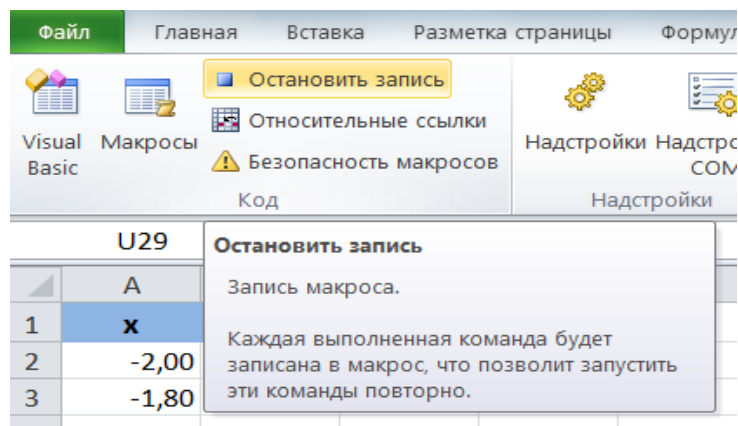 Файл Главная Вставка Разметка страницы
Visual Basic
Макросы
Остановить запись
Относительные ссылки
Безопасность макросов
Код
Надстройки
COM
Надстройки
U29
A
Остановить запись
Запись макроса.
Каждая выполненная команда будет
записана в макрос, что позволит запустить
эти команды повторно.
1 x
2 -2,00
3 -1,80